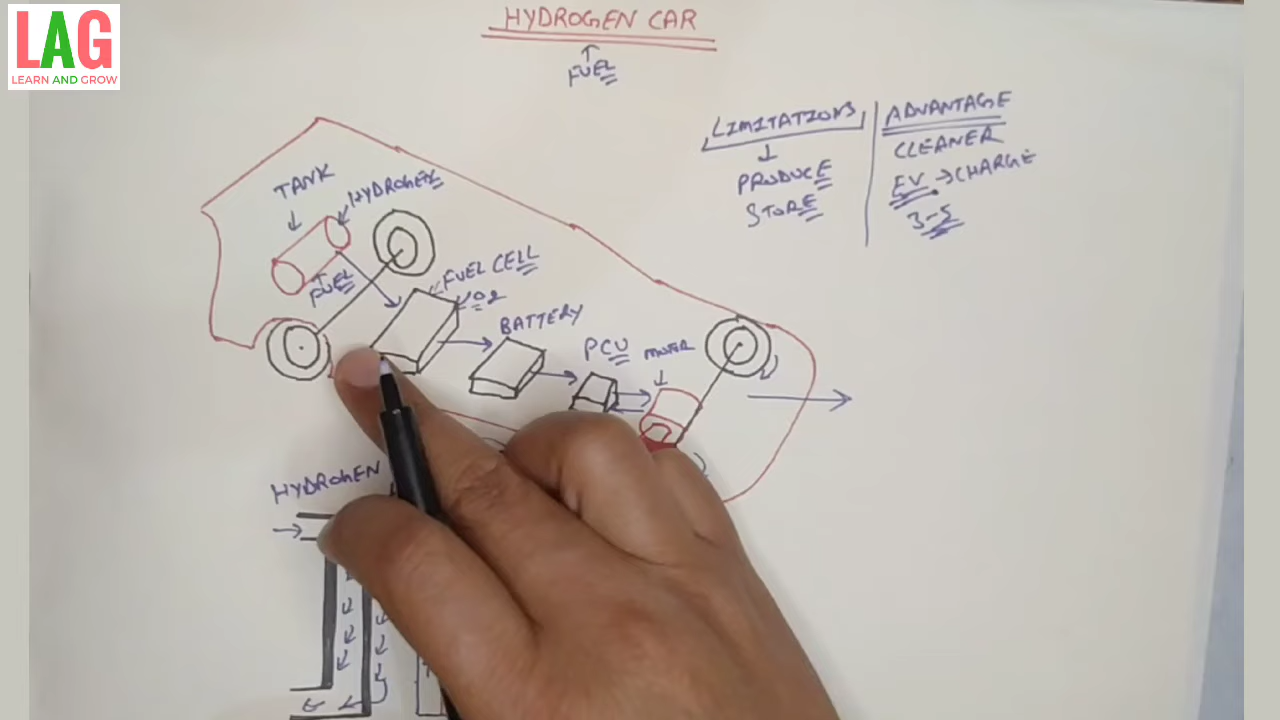 LAG
LEARN AND GROW
HYDROGEN CAR
FUEL
LIMITATIONS
PRODUCE
STORE
ADVANTAGE
CLEANER
EV → CHARGE
3-5
TANK
HYDROGEN
FUEL
FUEL CELL
O2
BATTERY
PCU
MOTOR
HYDROGEN